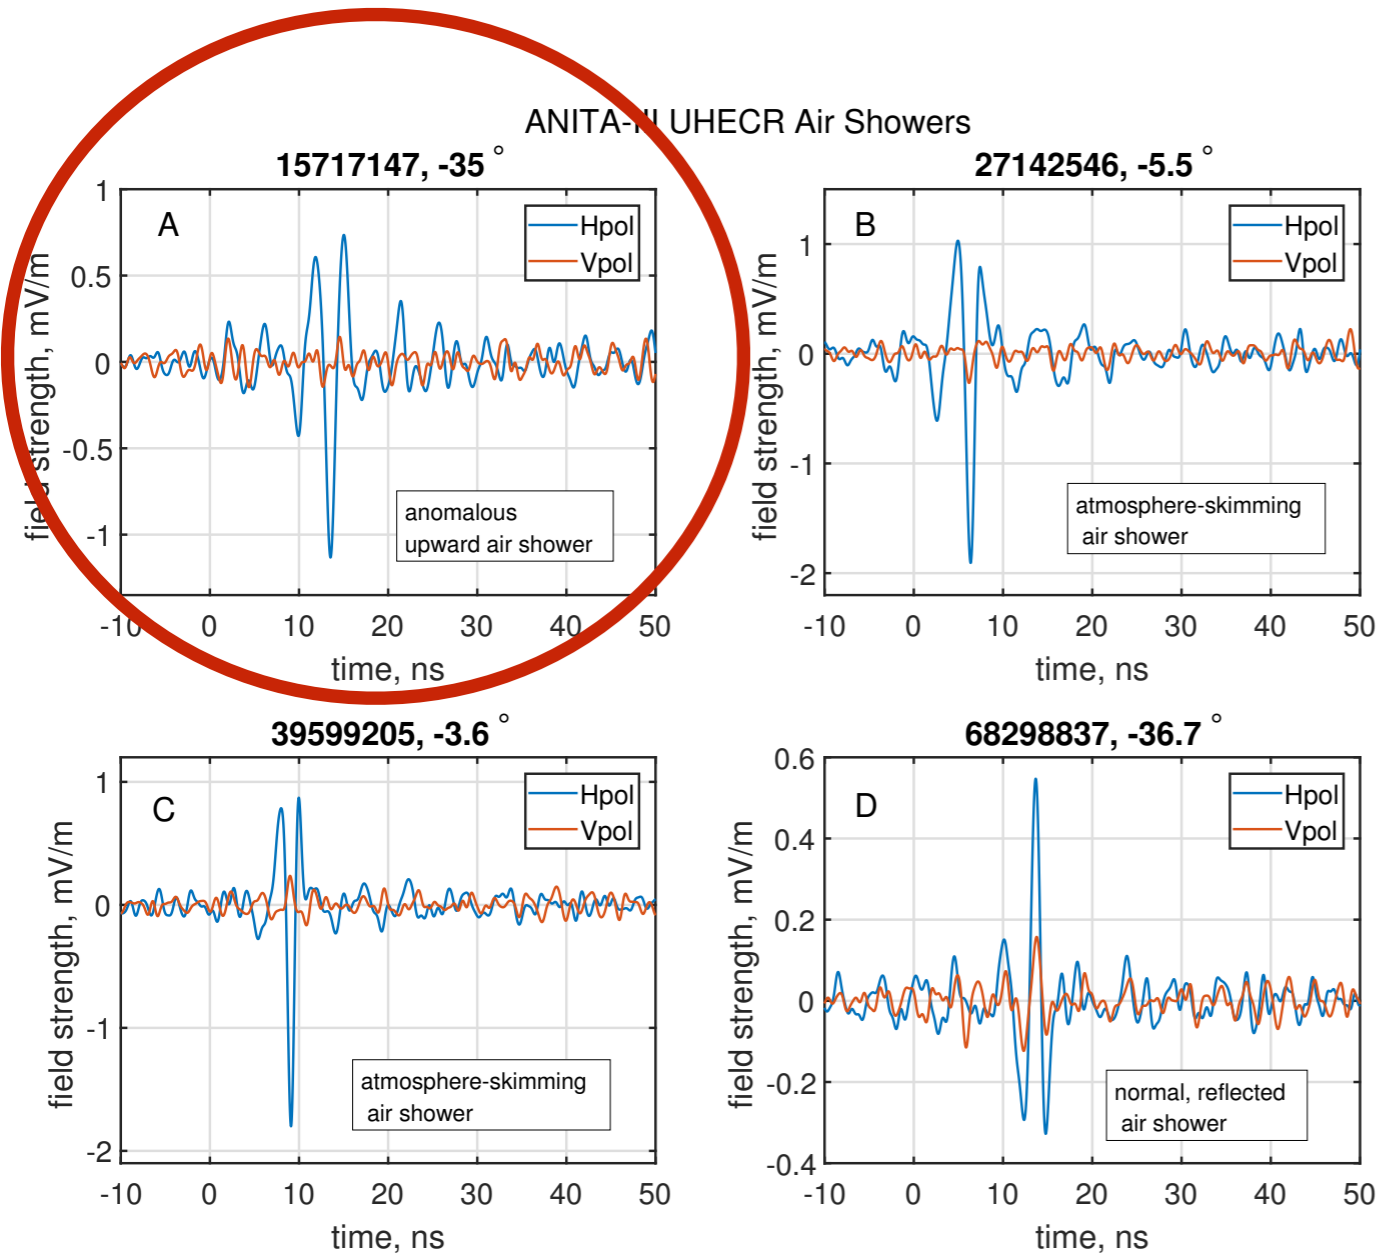 ANITA-III UHECR Air Showers
15717147, -35 °
A
Hpol
Vpol
1
0.5
0
-0.5
-1
field strength, mV/m
anomalous
upward air shower
-10 0 10 20 30 40 50
time, ns
27142546, -5.5 °
B
Hpol
Vpol
1
0
-1
-2
field strength, mV/m
atmosphere-skimming
air shower
-10 0 10 20 30 40 50
time, ns
39599205, -3.6 °
C
Hpol
Vpol
1
0
-1
-2
field strength, mV/m
atmosphere-skimming
air shower
-10 0 10 20 30 40 50
time, ns
68298837, -36.7 °
D
Hpol
Vpol
0.6
0.4
0.2
0
-0.2
-0.4
field strength, mV/m
normal, reflected
air shower
-10 0 10 20 30 40 50
time, ns